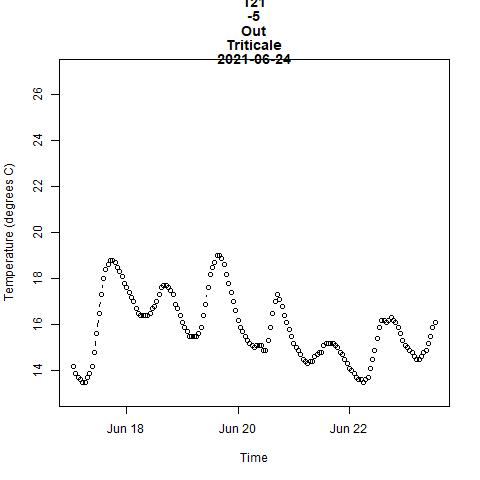 121
-5
Out
Triticale
2021-06-24
Temperature (degrees C)
26
24
22
20
18
16
14
Jun 18
Jun 20
Jun 22
Time